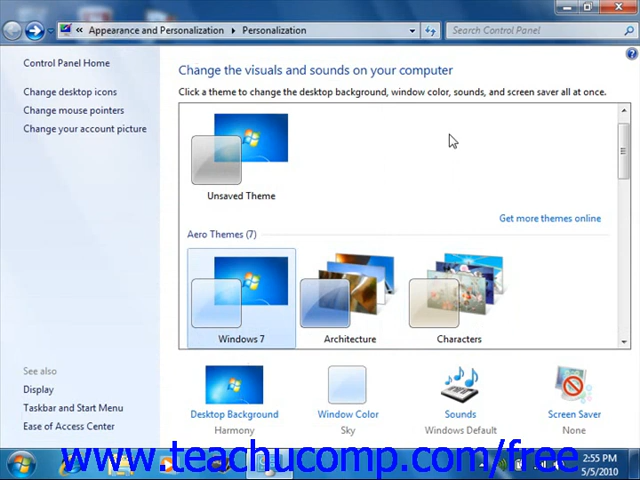 « Appearance and Personalization ▸ Personalization
Search Control Panel
Control Panel Home
Change desktop icons
Change mouse pointers
Change your account picture
Change the visuals and sounds on your computer
Click a theme to change the desktop background, window color, sounds, and screen saver all at once.
Unsaved Theme
Get more themes online
Aero Themes (7)
Windows 7
Architecture
Characters
See also
Display
Taskbar and Start Menu
Ease of Access Center
Desktop Background
Harmony
Window Color
Sky
Sounds
Windows Default
Screen Saver
None
www.teachucomp.com/free
2:55 PM
5/5/2010